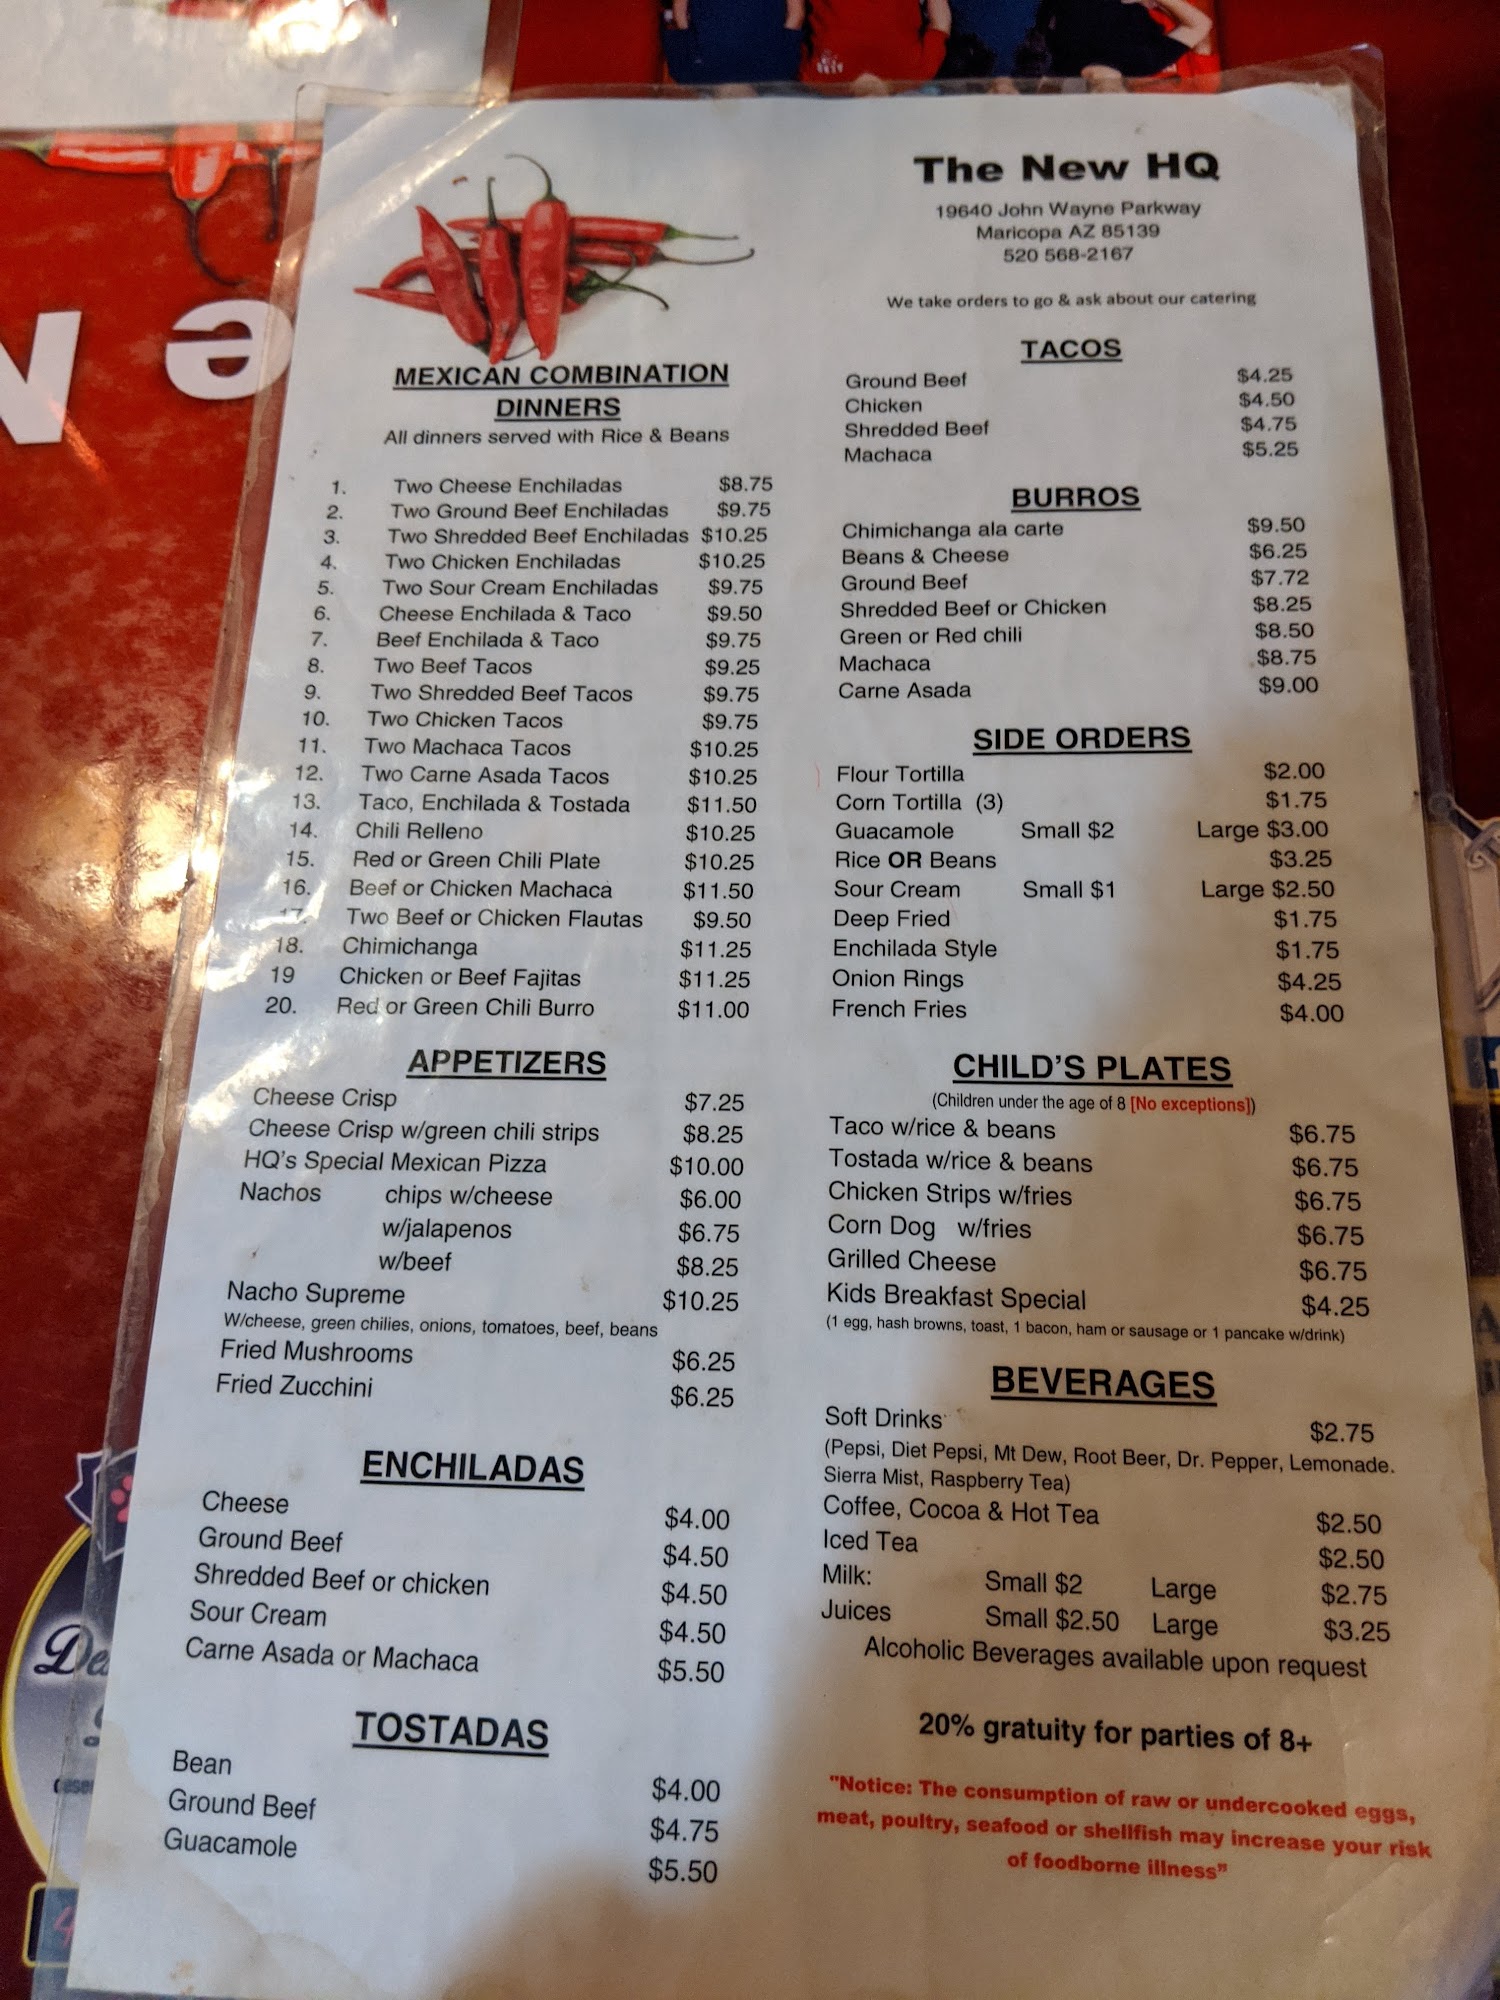 The New HQ
19640 John Wayne Parkway
Maricopa AZ 85139
520 568-2167
We take orders to go & ask about our catering
MEXICAN COMBINATION
DINNERS
All dinners served with Rice & Beans
1. Two Cheese Enchiladas $8.75
2. Two Ground Beef Enchiladas $9.75
3. Two Shredded Beef Enchiladas $10.25
4. Two Chicken Enchiladas $10.25
5. Two Sour Cream Enchiladas $9.75
6. Cheese Enchilada & Taco $9.50
7. Beef Enchilada & Taco $9.75
8. Two Beef Tacos $9.25
9. Two Shredded Beef Tacos $9.75
10. Two Chicken Tacos $9.75
11. Two Machaca Tacos $10.25
12. Two Carne Asada Tacos $10.25
13. Taco, Enchilada & Tostada $11.50
14. Chili Relleno $10.25
15. Red or Green Chili Plate $10.25
16. Beef or Chicken Machaca $11.50
17. Two Beef or Chicken Flautas $9.50
18. Chimichanga $11.25
19 Chicken or Beef Fajitas $11.25
20. Red or Green Chili Burro $11.00
APPETIZERS
Cheese Crisp $7.25
Cheese Crisp w/green chili strips $8.25
HQ's Special Mexican Pizza $10.00
Nachos chips w/cheese $6.00
w/jalapenos $6.75
w/beef $8.25
Nacho Supreme $10.25
W/cheese, green chilies, onions, tomatoes, beef, beans
Fried Mushrooms $6.25
Fried Zucchini $6.25
ENCHILADAS
Cheese $4.00
Ground Beef $4.50
Shredded Beef or chicken $4.50
Sour Cream $4.50
Carne Asada or Machaca $5.50
TOSTADAS
Bean $4.00
Ground Beef $4.75
Guacamole $5.50
TACOS
Ground Beef $4.25
Chicken $4.50
Shredded Beef $4.75
Machaca $5.25
BURROS
Chimichanga ala carte $9.50
Beans & Cheese $6.25
Ground Beef $7.72
Shredded Beef or Chicken $8.25
Green or Red chili $8.50
Machaca $8.75
Carne Asada $9.00
SIDE ORDERS
Flour Tortilla $2.00
Corn Tortilla (3) $1.75
Guacamole Small $2 Large $3.00
Rice OR Beans $3.25
Sour Cream Small $1 Large $2.50
Deep Fried $1.75
Enchilada Style $1.75
Onion Rings $4.25
French Fries $4.00
CHILD'S PLATES
(Children under the age of 8 [No exceptions])
Taco w/rice & beans $6.75
Tostada w/rice & beans $6.75
Chicken Strips w/fries $6.75
Corn Dog w/fries $6.75
Grilled Cheese $6.75
Kids Breakfast Special $4.25
(1 egg, hash browns, toast, 1 bacon, ham or sausage or 1 pancake w/drink)
BEVERAGES
Soft Drinks $2.75
(Pepsi, Diet Pepsi, Mt Dew, Root Beer, Dr. Pepper, Lemonade.
Sierra Mist, Raspberry Tea)
Coffee, Cocoa & Hot Tea $2.50
Iced Tea $2.50
Milk: Small $2 Large $2.75
Juices Small $2.50 Large $3.25
Alcoholic Beverages available upon request
20% gratuity for parties of 8+
"Notice: The consumption of raw or undercooked eggs,
meat, poultry, seafood or shellfish may increase your risk
of foodborne illness"